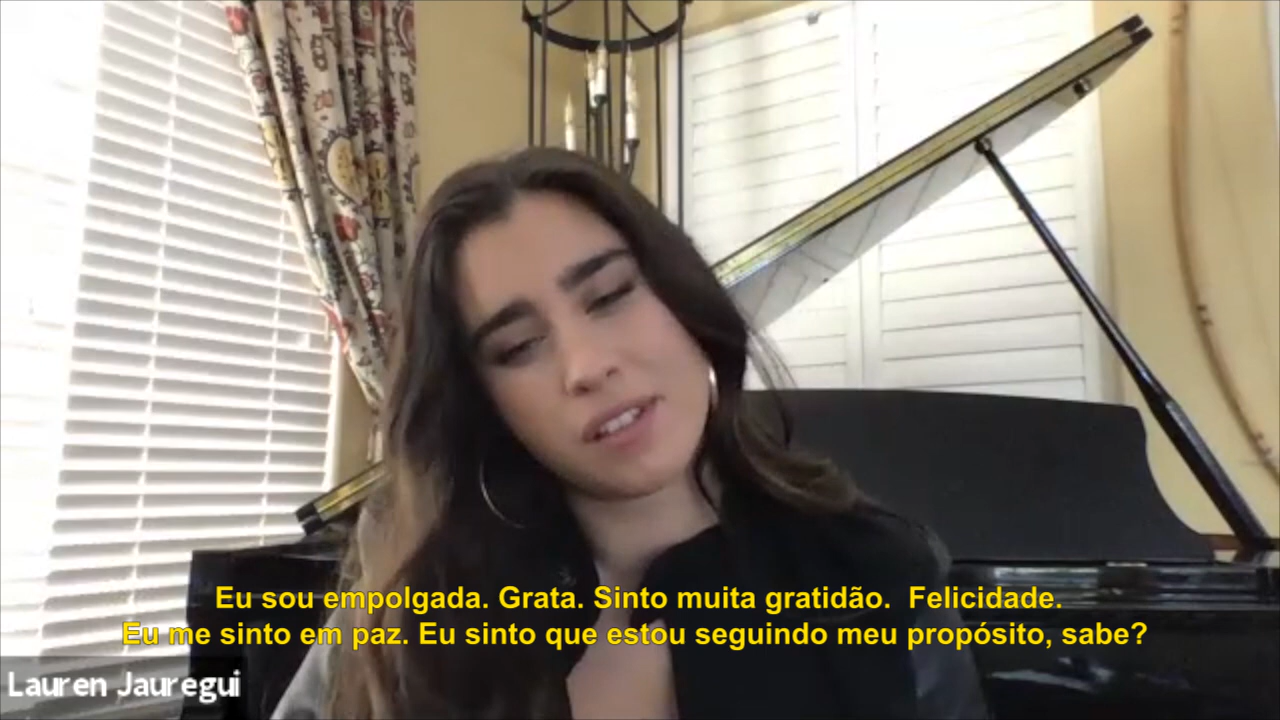 Eu sou empolgada. Grata. Sinto muita gratidão.  Felicidade.
Eu me sinto em paz. Eu sinto que estou seguindo meu propósito, sabe?
Lauren Jauregui